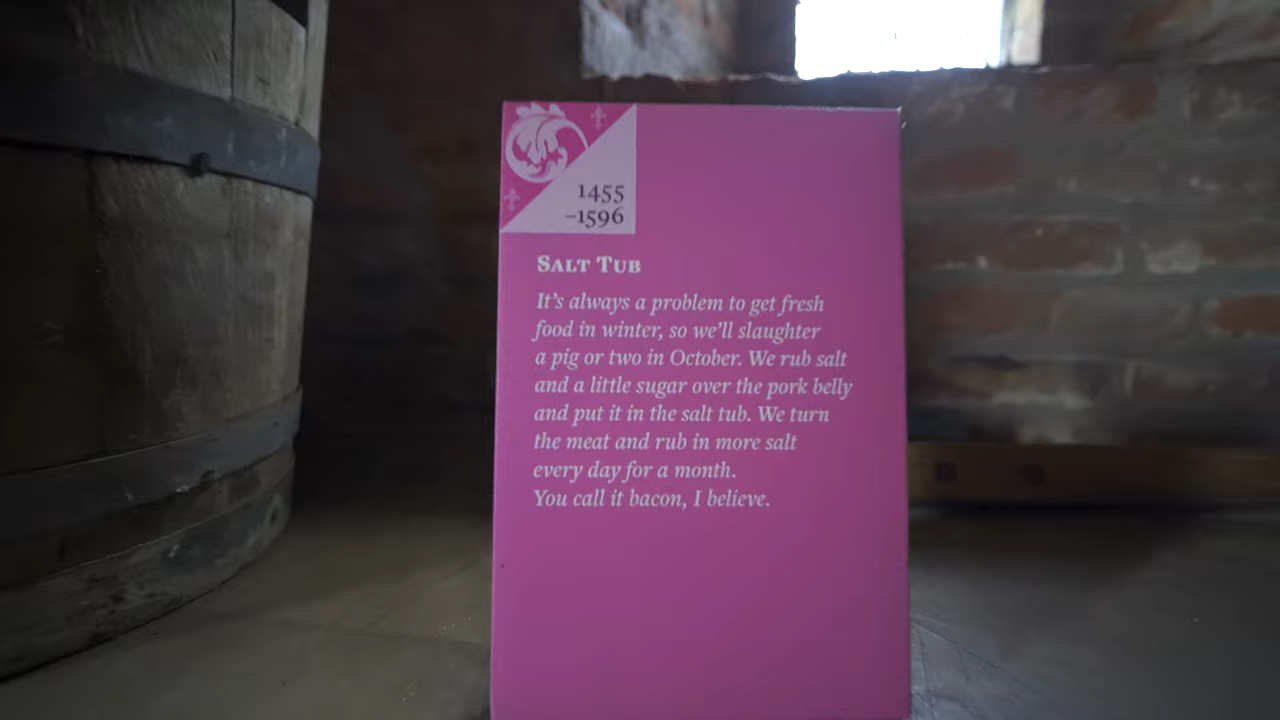 1455
–1596
Salt Tub
It's always a problem to get fresh
food in winter, so we'll slaughter
a pig or two in October. We rub salt
and a little sugar over the pork belly
and put it in the salt tub. We turn
the meat and rub in more salt
every day for a month.
You call it bacon, I believe.